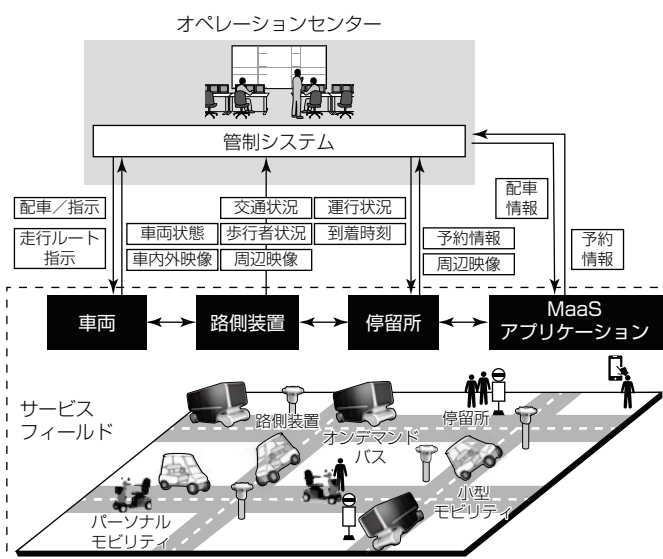 オペレーションセンター
管制システム
配車／指示
走行ルート
指示
車両状態
車内外映像
交通状況
歩行者状況
周辺映像
運行状況
到着時刻
予約情報
周辺映像
配車
情報
予約
情報
車両
路側装置
停留所
MaaS
アプリケーション
サービス
フィールド
路側装置
オンデマンド
バス
停留所
パーソナル
モビリティ
小型
モビリティ